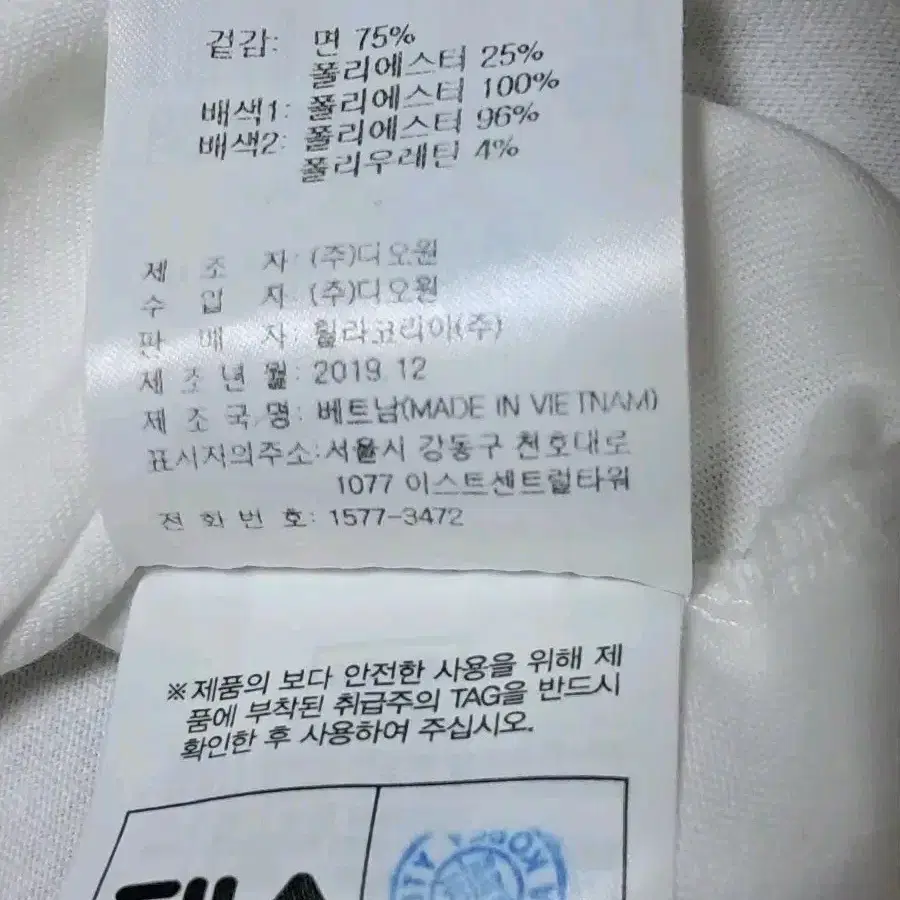 겉감: 면 75%
폴리에스터 25%
배색1: 폴리에스터 100%
배색2: 폴리에스터 96%
폴리우레탄 4%
제 조 자: (주)디오원
수 입 자: (주)디오원
판 매 자: 휠라코리아(주)
제조년월: 2019.12
제조국명: 베트남(MADE IN VIETNAM)
표시자의주소: 서울시 강동구 천호대로
1077 이스트센트럴타워
전화번호: 1577-3472
※제품의 보다 안전한 사용을 위해 제
품에 부착된 취급주의 TAG을 반드시
확인한 후 사용하여 주십시오.